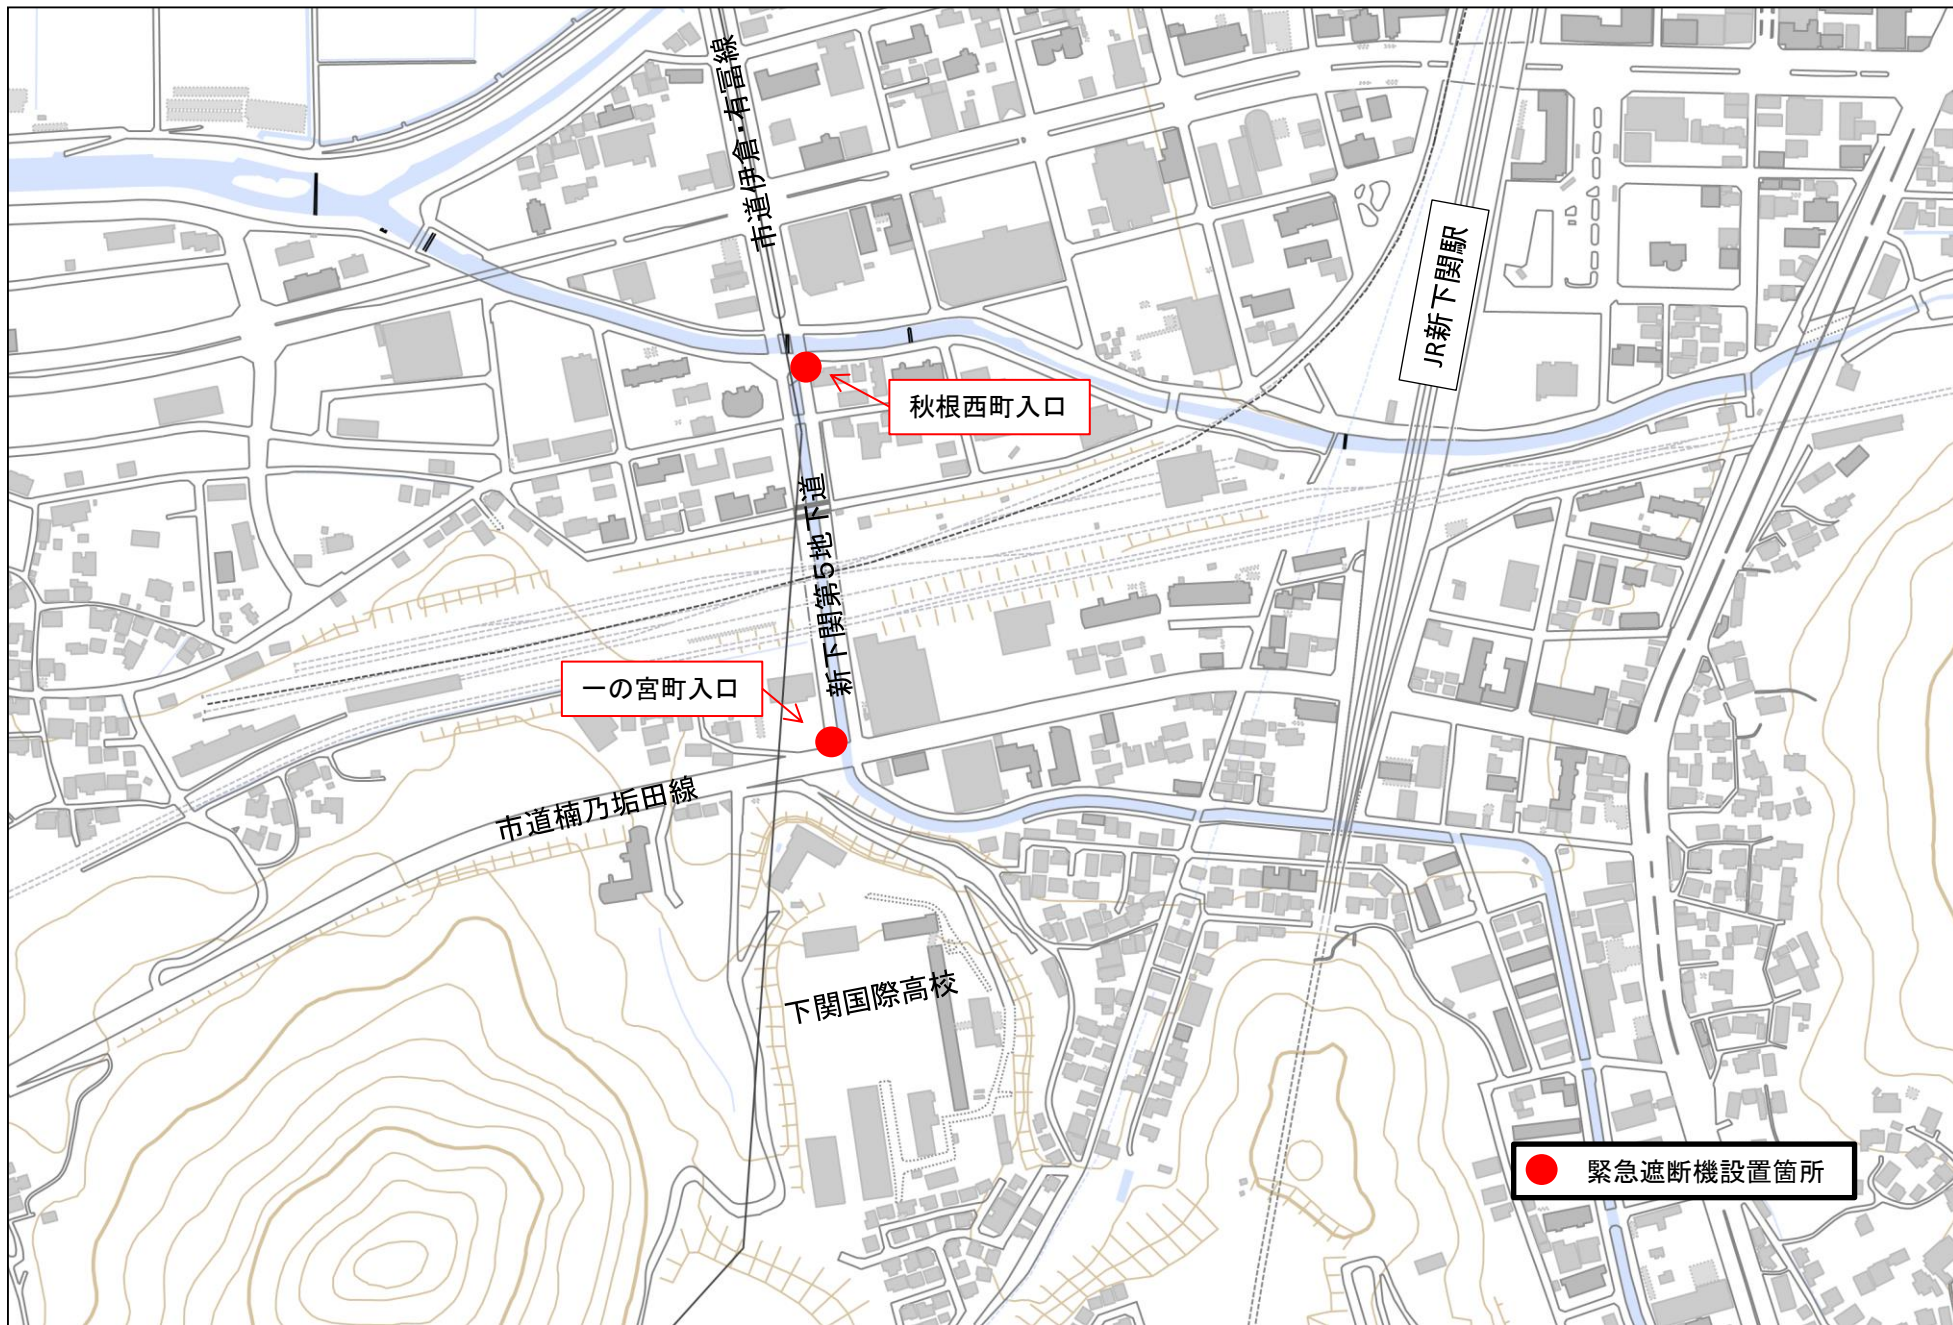 市道伊倉・有冨線
JR新下関駅
秋根西町入口
新下関第5地下道
一の宮町入口
市道楠乃垢田線
下関国際高校
緊急遮断機設置箇所